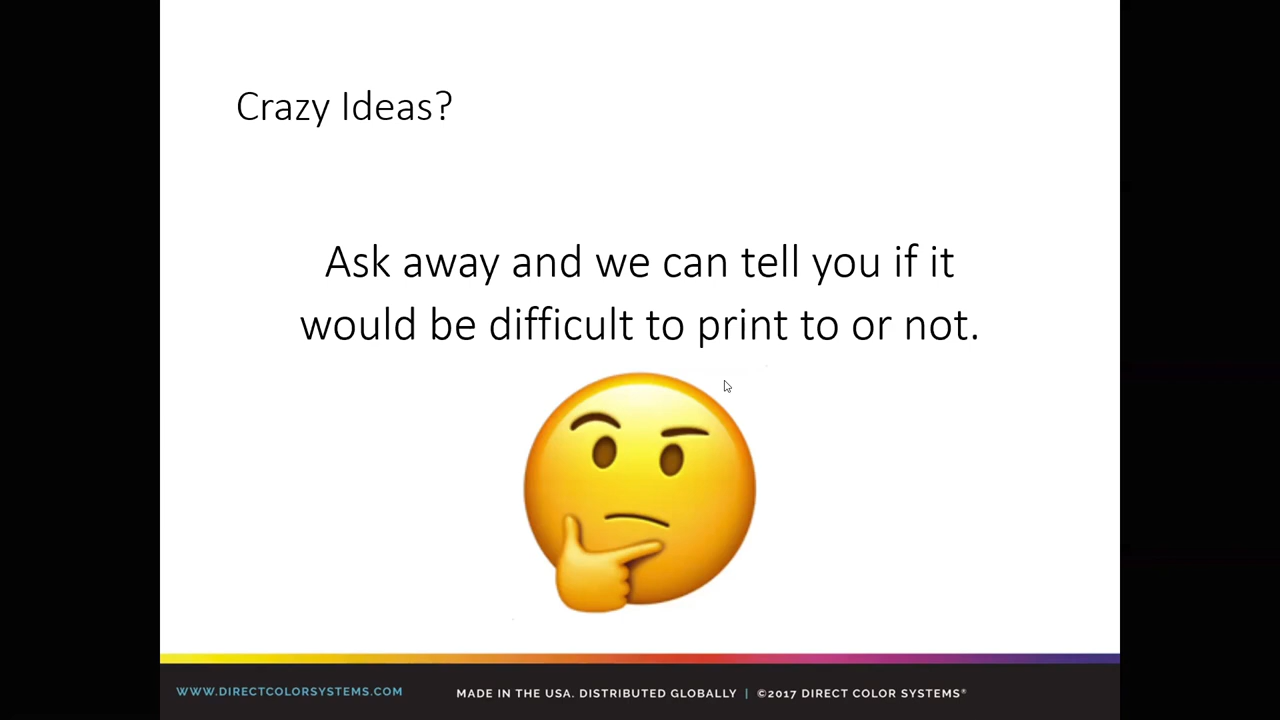 Crazy Ideas?
Ask away and we can tell you if it
would be difficult to print to or not.
WWW.DIRECTCOLORSYSTEMS.COM
MADE IN THE USA. DISTRIBUTED GLOBALLY | ©2017 DIRECT COLOR SYSTEMS®